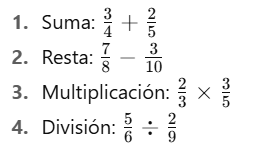 1. Suma: 3/4 + 2/5
2. Resta: 7/8 − 3/10
3. Multiplicación: 2/3 × 3/5
4. División: 5/6 ÷ 2/9